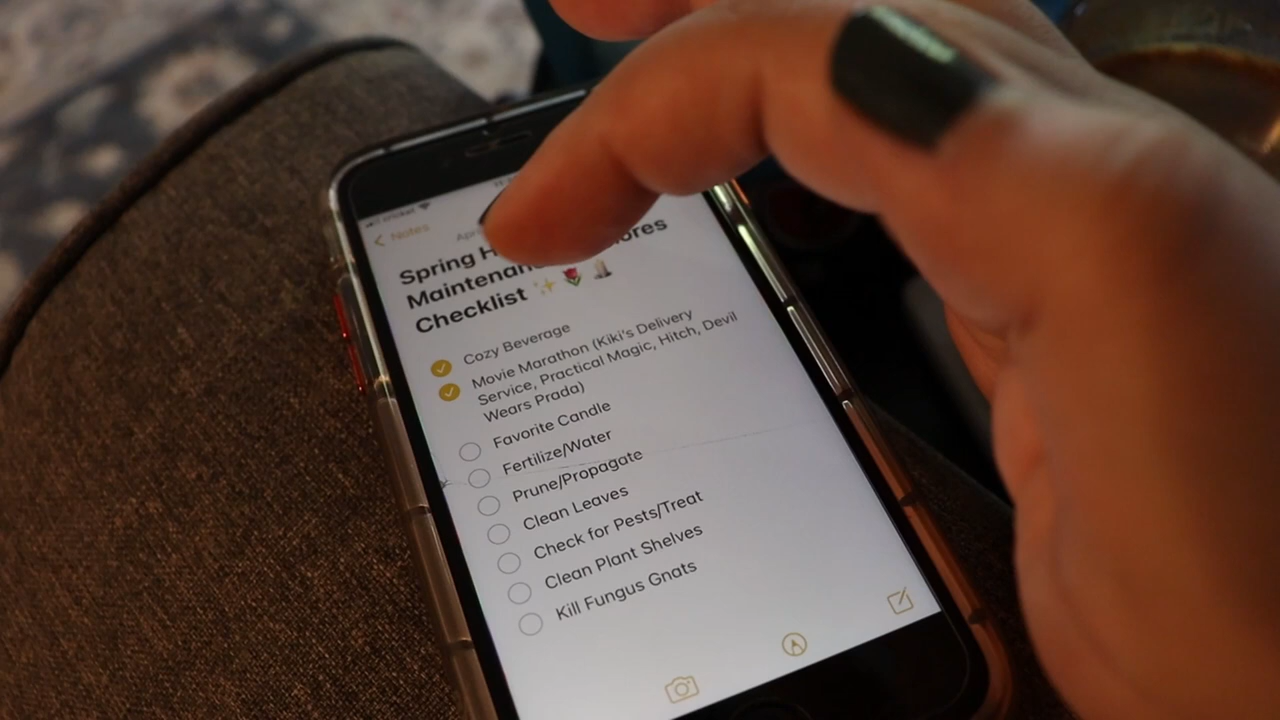 cricket
Notes
Spring
Maintenan
Checklist ✨🌷
Cozy Beverage
Movie Marathon (Kiki's Delivery
Service, Practical Magic, Hitch, Devil
Wears Prada)
Favorite Candle
Fertilize/Water
Prune/Propagate
Clean Leaves
Check for Pests/Treat
Clean Plant Shelves
Kill Fungus Gnats